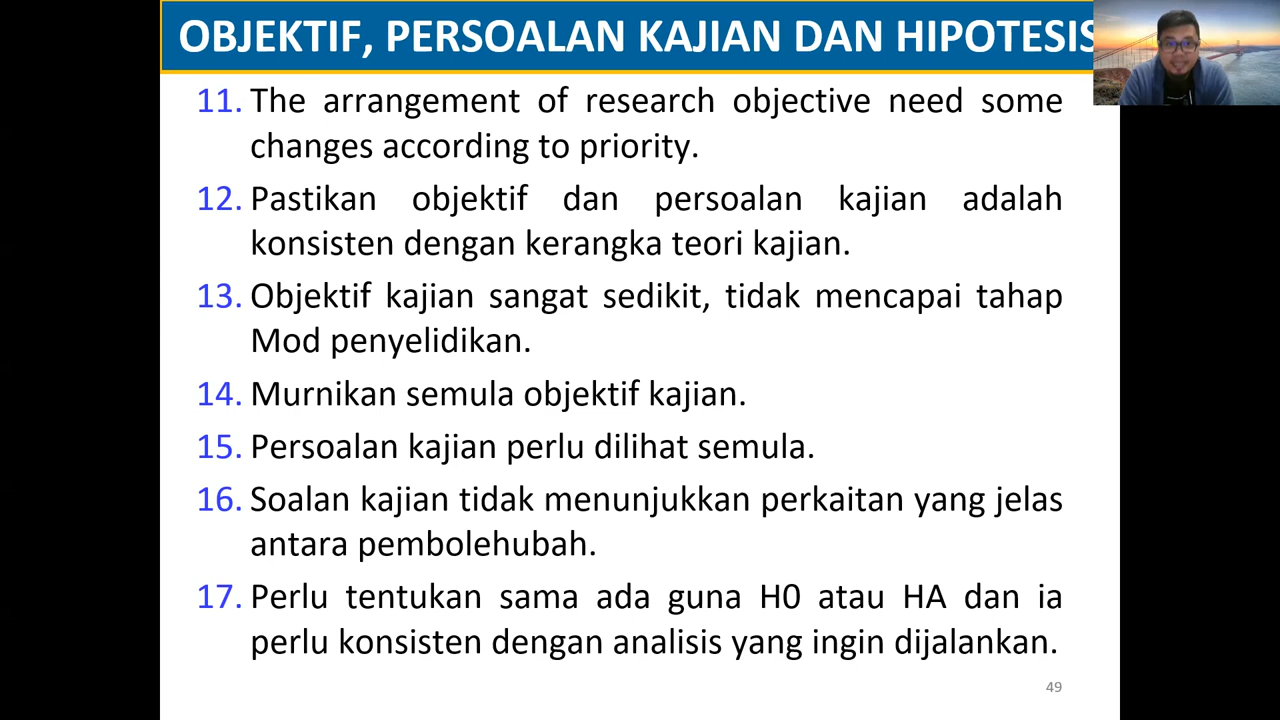 OBJEKTIF, PERSOALAN KAJIAN DAN HIPOTESIS
11. The arrangement of research objective need some
changes according to priority.
12. Pastikan objektif dan persoalan kajian adalah
konsisten dengan kerangka teori kajian.
13. Objektif kajian sangat sedikit, tidak mencapai tahap
Mod penyelidikan.
14. Murnikan semula objektif kajian.
15. Persoalan kajian perlu dilihat semula.
16. Soalan kajian tidak menunjukkan perkaitan yang jelas
antara pembolehubah.
17. Perlu tentukan sama ada guna H0 atau HA dan ia
perlu konsisten dengan analisis yang ingin dijalankan.
49